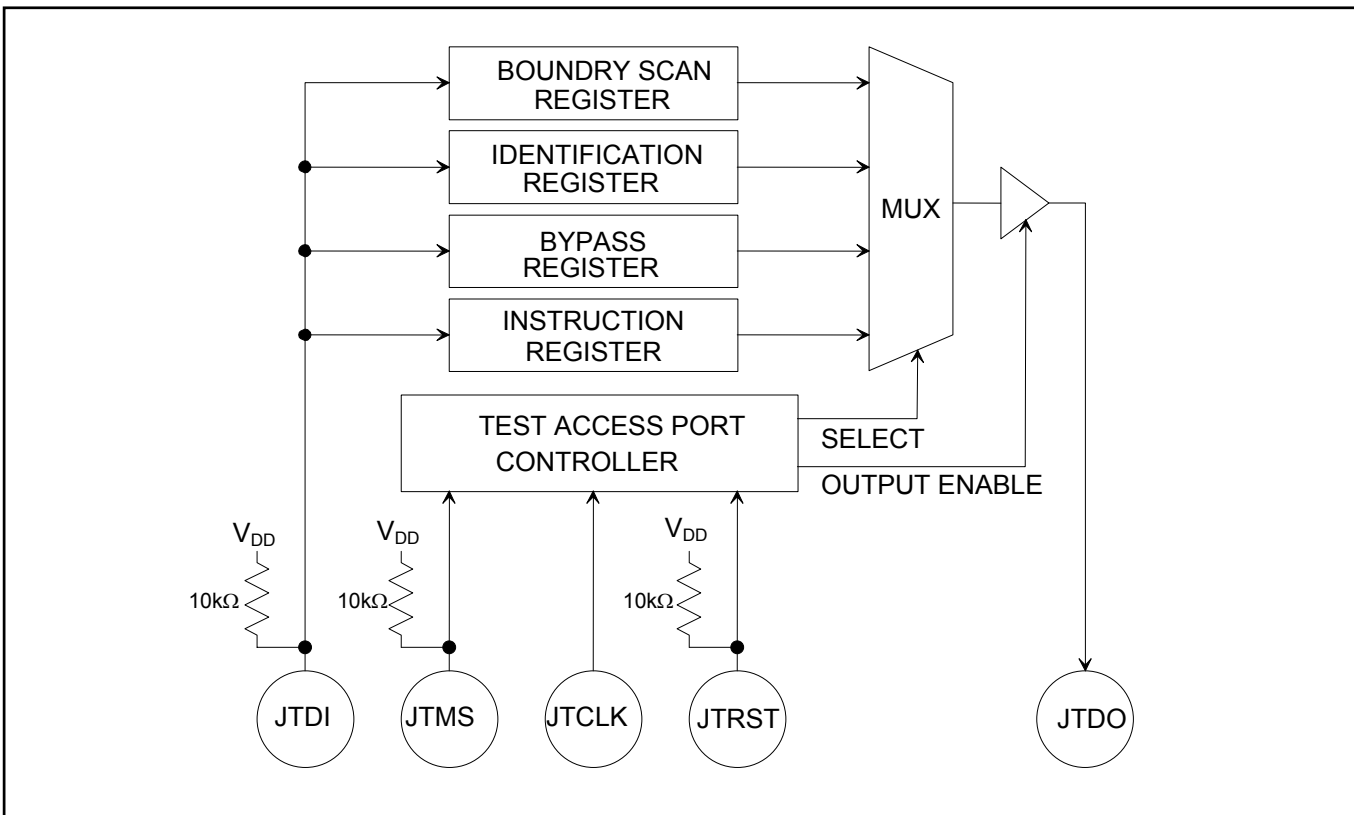 BOUNDRY SCAN
REGISTER
IDENTIFICATION
REGISTER
BYPASS
REGISTER
INSTRUCTION
REGISTER
MUX
TEST ACCESS PORT
CONTROLLER
SELECT
OUTPUT ENABLE
VDD
10kΩ
VDD
10kΩ
VDD
10kΩ
JTDI
JTMS
JTCLK
JTRST
JTDO